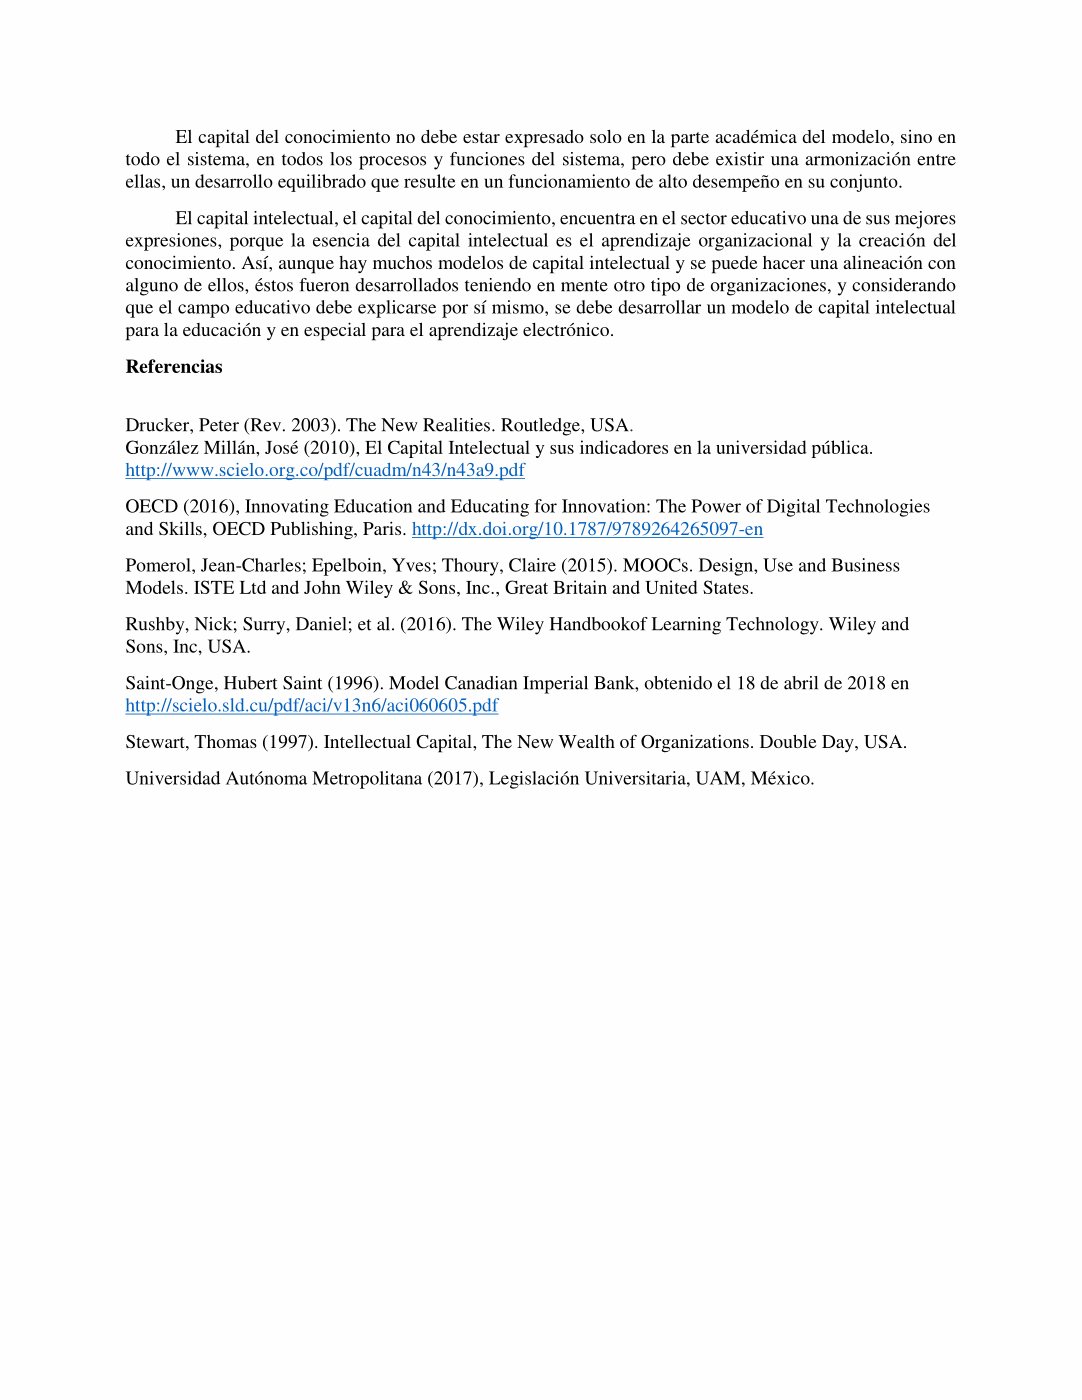 El capital del conocimiento no debe estar expresado solo en la parte académica del modelo, sino en
todo el sistema, en todos los procesos y funciones del sistema, pero debe existir una armonización entre
ellas, un desarrollo equilibrado que resulte en un funcionamiento de alto desempeño en su conjunto.
El capital intelectual, el capital del conocimiento, encuentra en el sector educativo una de sus mejores
expresiones, porque la esencia del capital intelectual es el aprendizaje organizacional y la creación del
conocimiento. Así, aunque hay muchos modelos de capital intelectual y se puede hacer una alineación con
alguno de ellos, éstos fueron desarrollados teniendo en mente otro tipo de organizaciones, y considerando
que el campo educativo debe explicarse por sí mismo, se debe desarrollar un modelo de capital intelectual
para la educación y en especial para el aprendizaje electrónico.
Referencias
Drucker, Peter (Rev. 2003). The New Realities. Routledge, USA.
González Millán, José (2010), El Capital Intelectual y sus indicadores en la universidad pública.
http://www.scielo.org.co/pdf/cuadm/n43/n43a9.pdf
OECD (2016), Innovating Education and Educating for Innovation: The Power of Digital Technologies
and Skills, OECD Publishing, Paris. http://dx.doi.org/10.1787/9789264265097-en
Pomerol, Jean-Charles; Epelboin, Yves; Thoury, Claire (2015). MOOCs. Design, Use and Business
Models. ISTE Ltd and John Wiley & Sons, Inc., Great Britain and United States.
Rushby, Nick; Surry, Daniel; et al. (2016). The Wiley Handbookof Learning Technology. Wiley and
Sons, Inc, USA.
Saint-Onge, Hubert Saint (1996). Model Canadian Imperial Bank, obtenido el 18 de abril de 2018 en
http://scielo.sld.cu/pdf/aci/v13n6/aci060605.pdf
Stewart, Thomas (1997). Intellectual Capital, The New Wealth of Organizations. Double Day, USA.
Universidad Autónoma Metropolitana (2017), Legislación Universitaria, UAM, México.